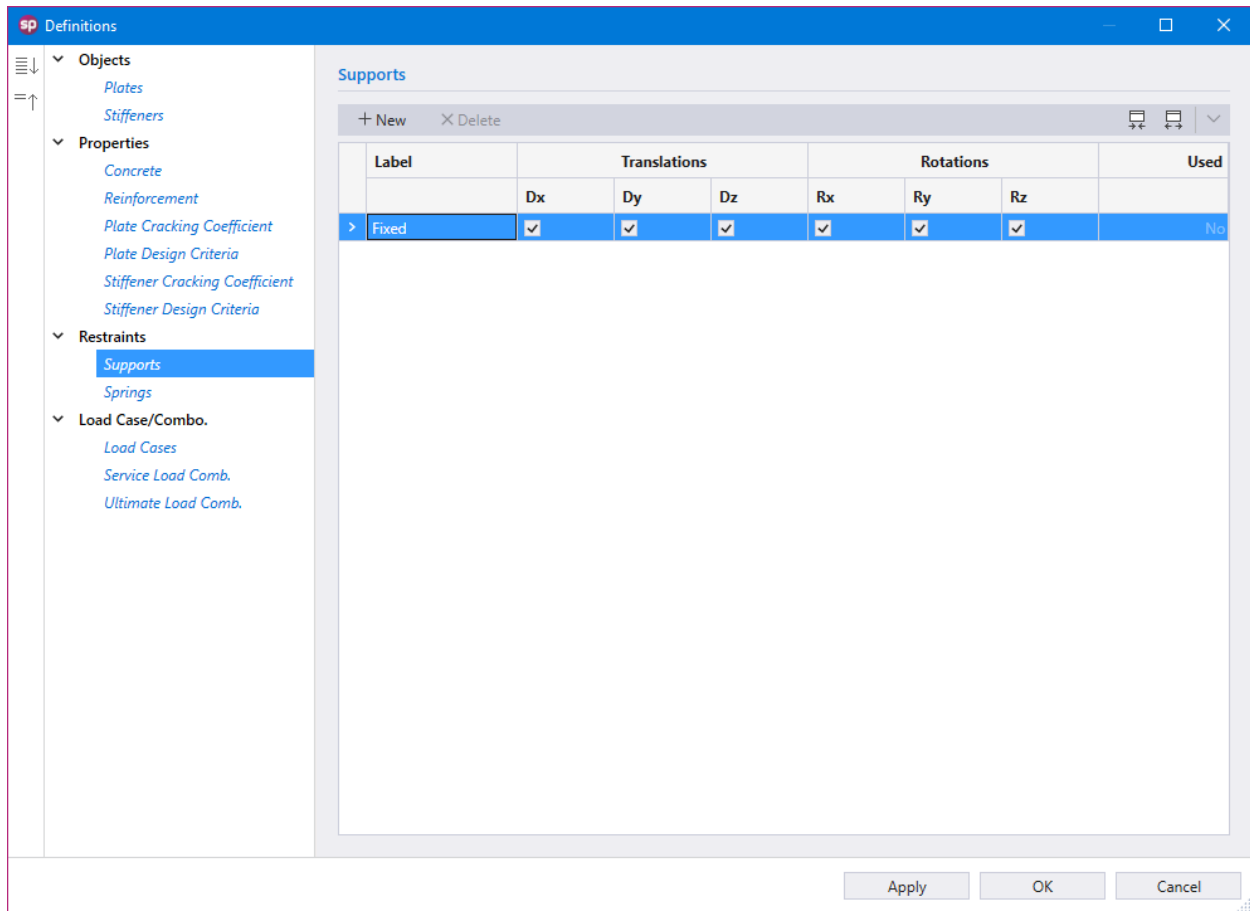 sp Definitions
Objects
Plates
Stiffeners
Properties
Concrete
Reinforcement
Plate Cracking Coefficient
Plate Design Criteria
Stiffener Cracking Coefficient
Stiffener Design Criteria
Restraints
Supports
Springs
Load Case/Combo.
Load Cases
Service Load Comb.
Ultimate Load Comb.
Supports
New Delete
Label Translations Rotations Used
Dx Dy Dz Rx Ry Rz
Fixed No
Apply OK Cancel